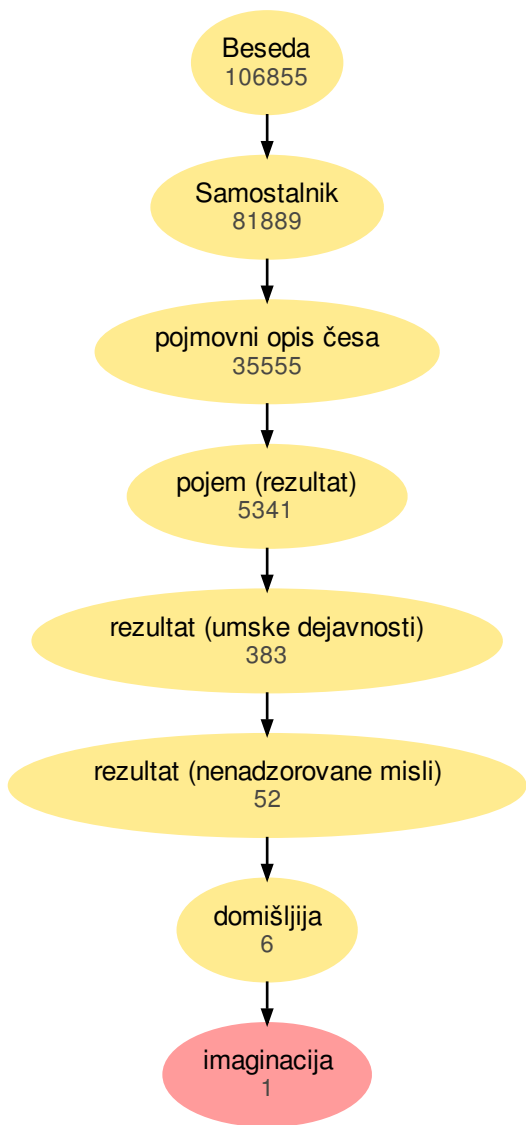 Beseda
106855
Samostalnik
81889
pojmovni opis česa
35555
pojem (rezultat)
5341
rezultat (umske dejavnosti)
383
rezultat (nenadzorovane misli)
52
domišljija
6
imaginacija
1